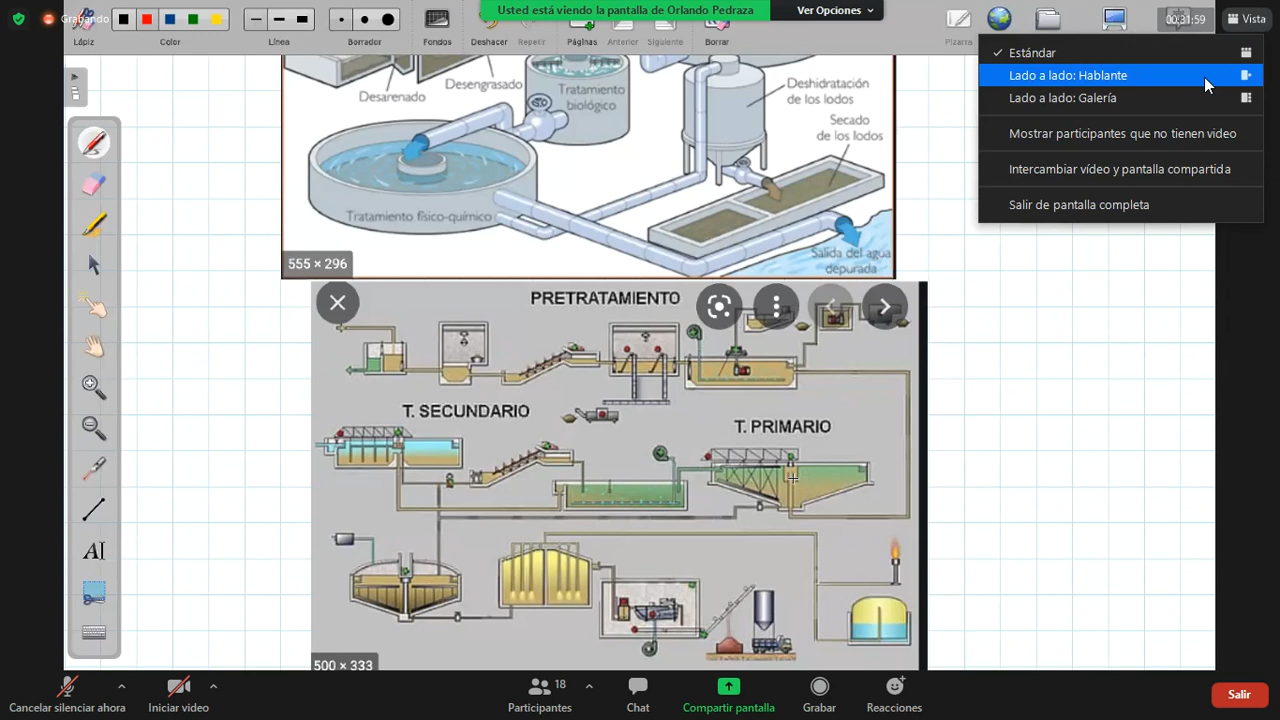 Grabando
Usted está viendo la pantalla de Orlando Pedraza
Ver Opciones
00:31:59
Vista
Lápiz
Color
Línea
Borrador
Fondos
Deshacer
Repetir
Páginas
Anterior
Siguiente
Borrar
Pizarra
Estándar
Lado a lado: Hablante
Lado a lado: Galería
Mostrar participantes que no tienen video
Intercambiar vídeo y pantalla compartida
Salir de pantalla completa
Desarenado
Desengrasado
Tratamiento
biológico
Deshidratación
de los lodos
Secado
de los lodos
Tratamiento físico-químico
Salida del agua
depurada
555 × 296
PRETRATAMIENTO
T. SECUNDARIO
T. PRIMARIO
500 × 333
AI
Cancelar silenciar ahora
Iniciar video
18
Participantes
Chat
Compartir pantalla
Grabar
Reacciones
Salir